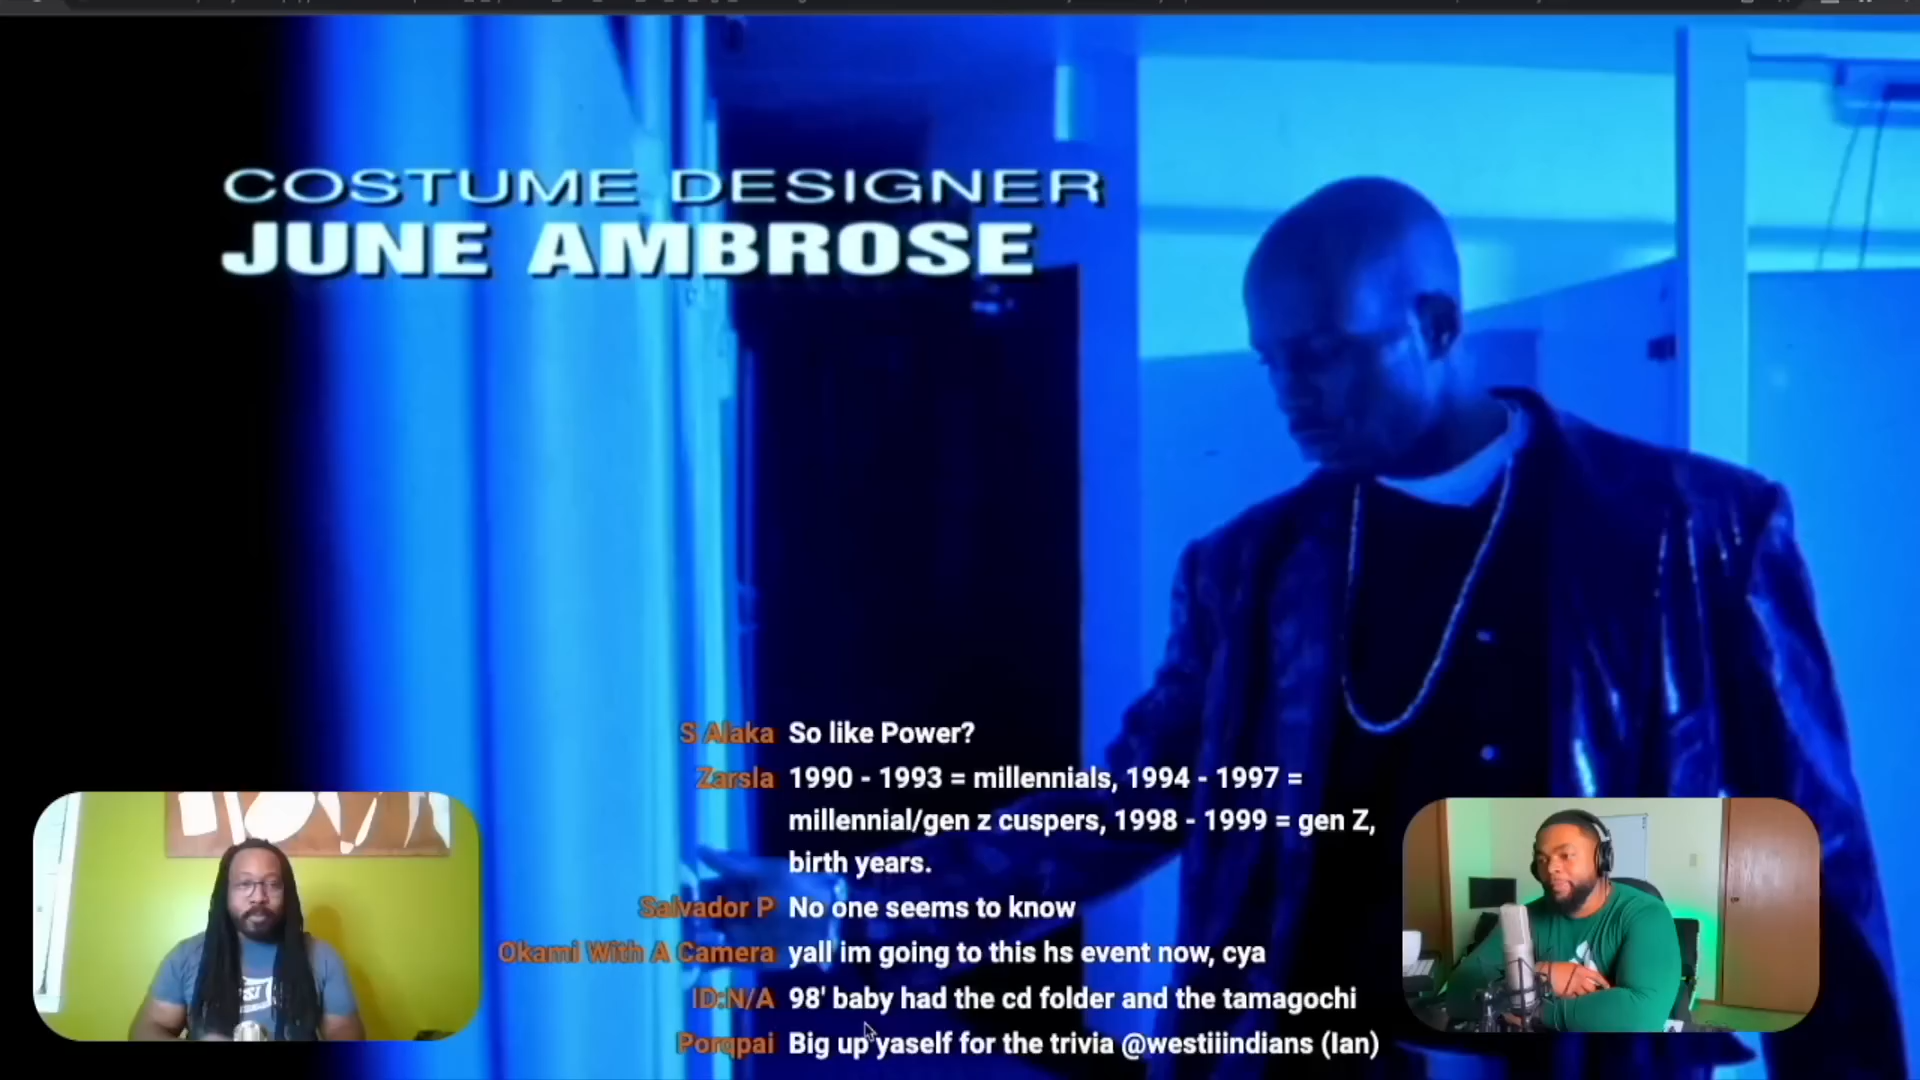 COSTUME DESIGNER
JUNE AMBROSE
S Alaka So like Power?
Zarsla 1990 - 1993 = millennials, 1994 - 1997 =
millennial/gen z cuspers, 1998 - 1999 = gen Z,
birth years.
Salvador P No one seems to know
Okami With A Camera yall im going to this hs event now, cya
ID:N/A 98' baby had the cd folder and the tamagochi
Porqpai Big up yaself for the trivia @westiiindians (Ian)